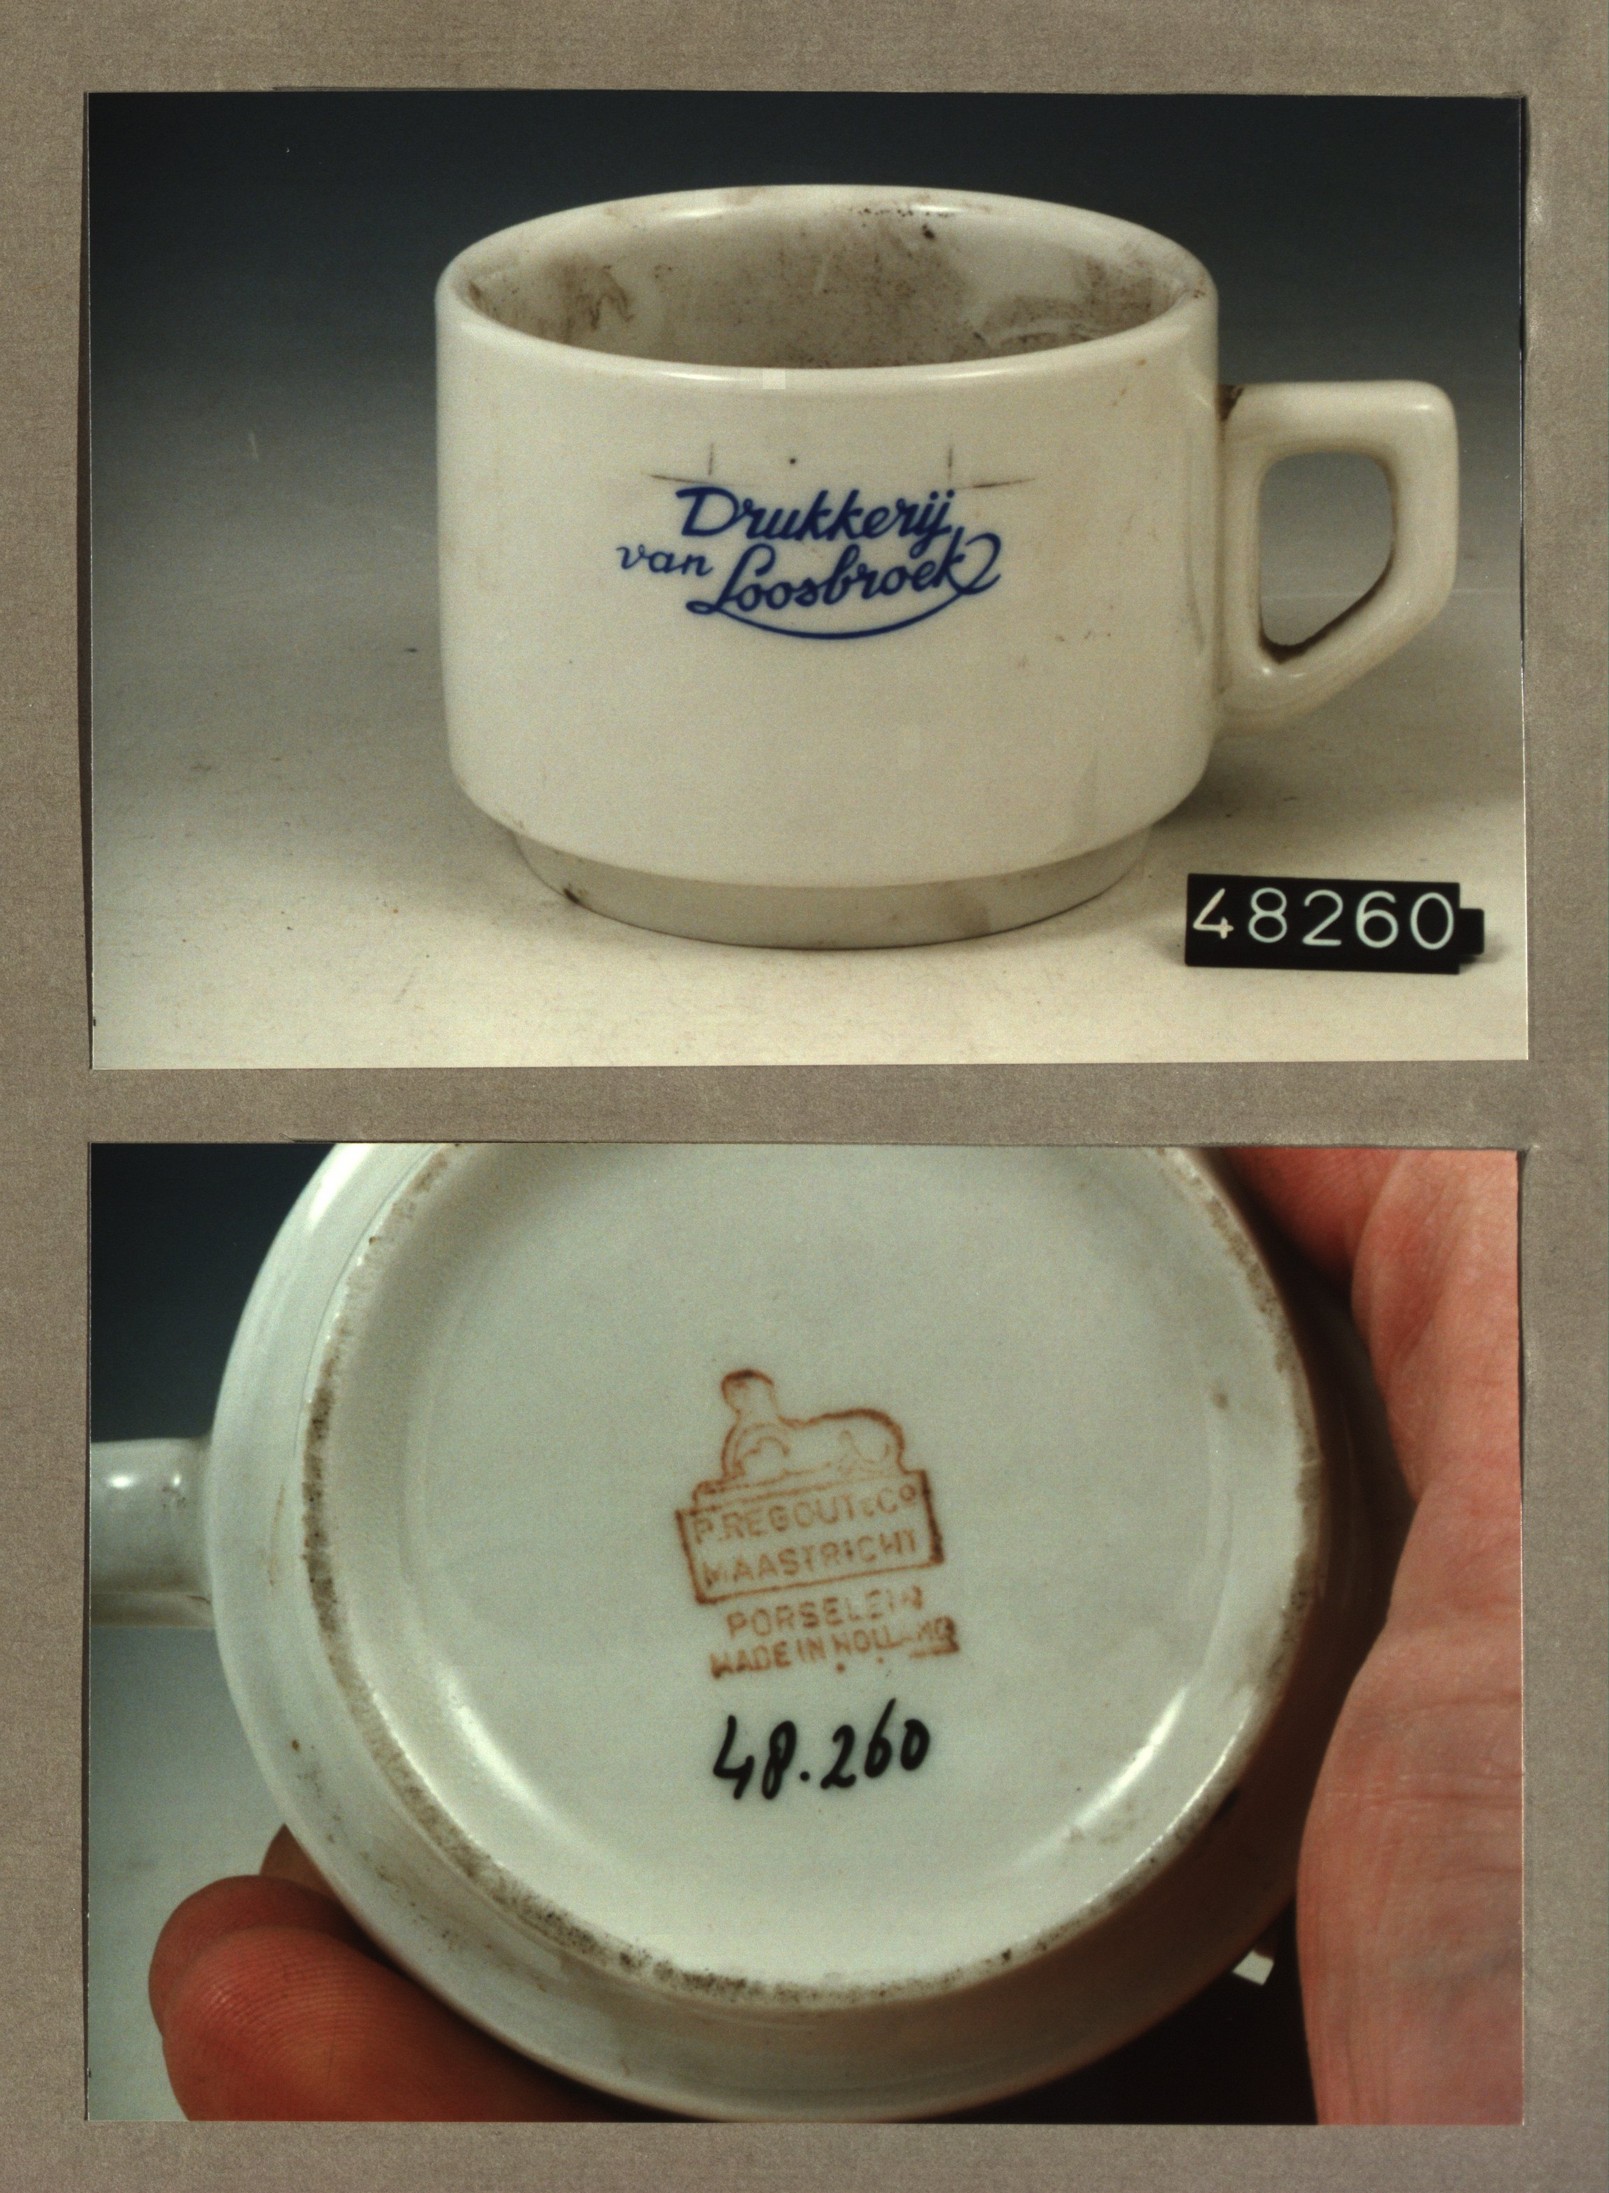 Drukkerij
van Loosbroek
48260
P. REGOUT & Co
MAASTRICHT
PORSELEIN
MADE IN HOLLAND
48.260